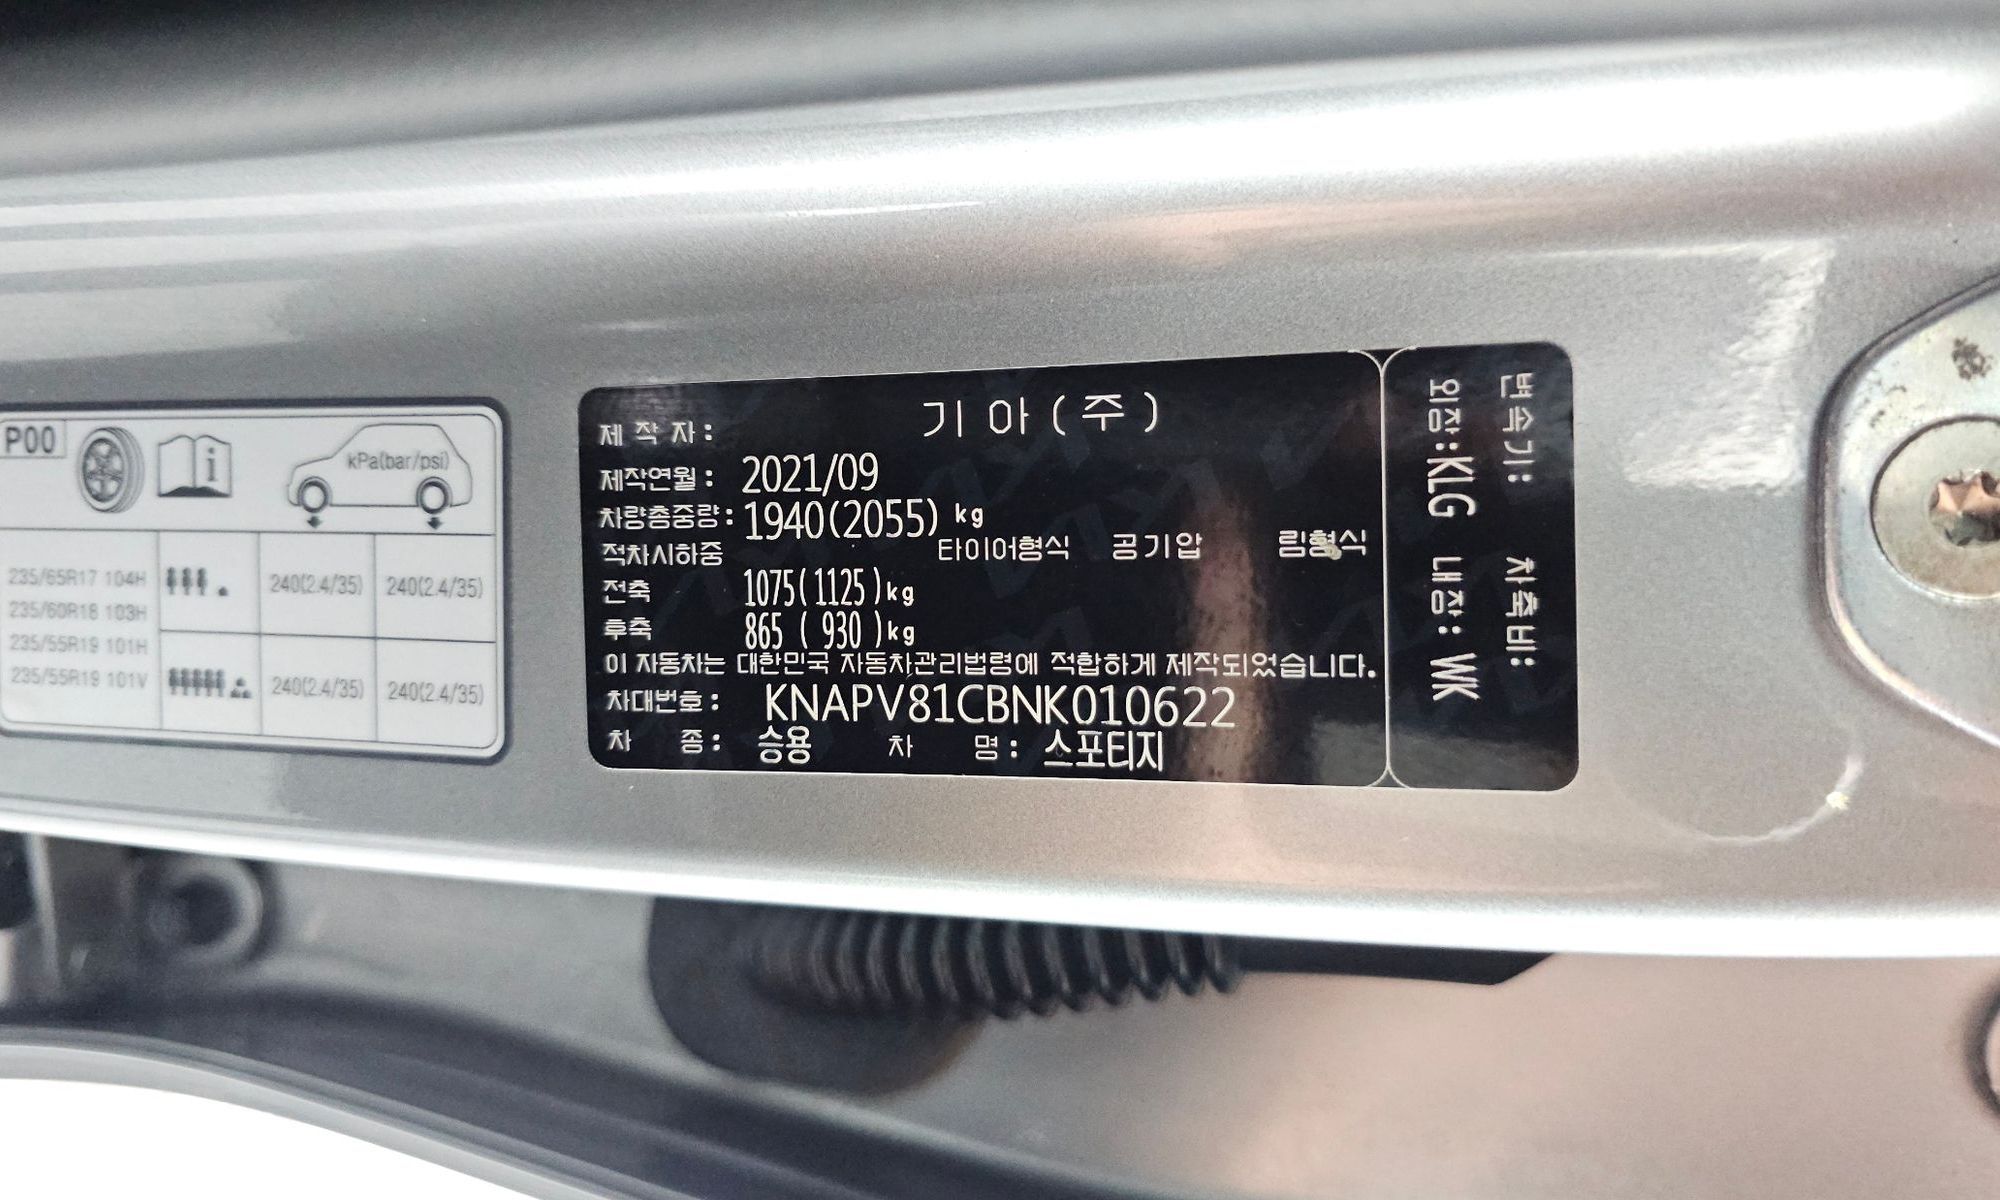 P00
kPa(bar/psi)
235/65R17 104H
235/60R18 103H
235/55R19 101H
235/55R19 101V
240(2.4/35) 240(2.4/35)
240(2.4/35) 240(2.4/35)
제 작 자 : 기 아 ( 주 )
제작연월 : 2021/09
차량총중량 : 1940(2055) kg
적차시하중 타이어형식 공기압 림형식
전축 1075( 1125 )kg
후축 865 ( 930 )kg
이 자동차는 대한민국 자동차관리법령에 적합하게 제작되었습니다.
차대번호 : KNAPV81CBNK010622
차 종 : 승용 차 명 : 스포티지
변속기: 차축비:
외장:KLG 내장: WK